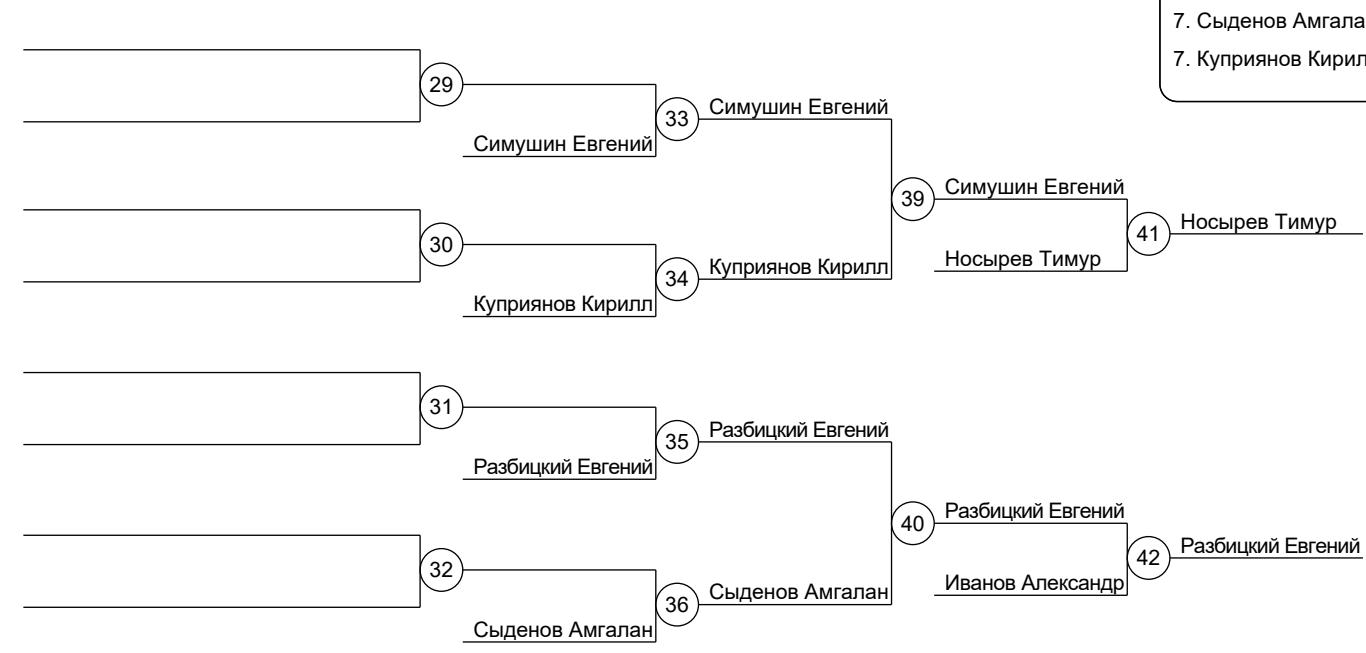 7. Сыденов Амгала
7. Куприянов Кирил
29
Симушин Евгений
33
Симушин Евгений
39
Симушин Евгений
30
Куприянов Кирилл
34
Куприянов Кирилл
Носырев Тимур
41
Носырев Тимур
31
Разбицкий Евгений
35
Разбицкий Евгений
40
Разбицкий Евгений
32
Сыденов Амгалан
36
Сыденов Амгалан
Иванов Александр
42
Разбицкий Евгений